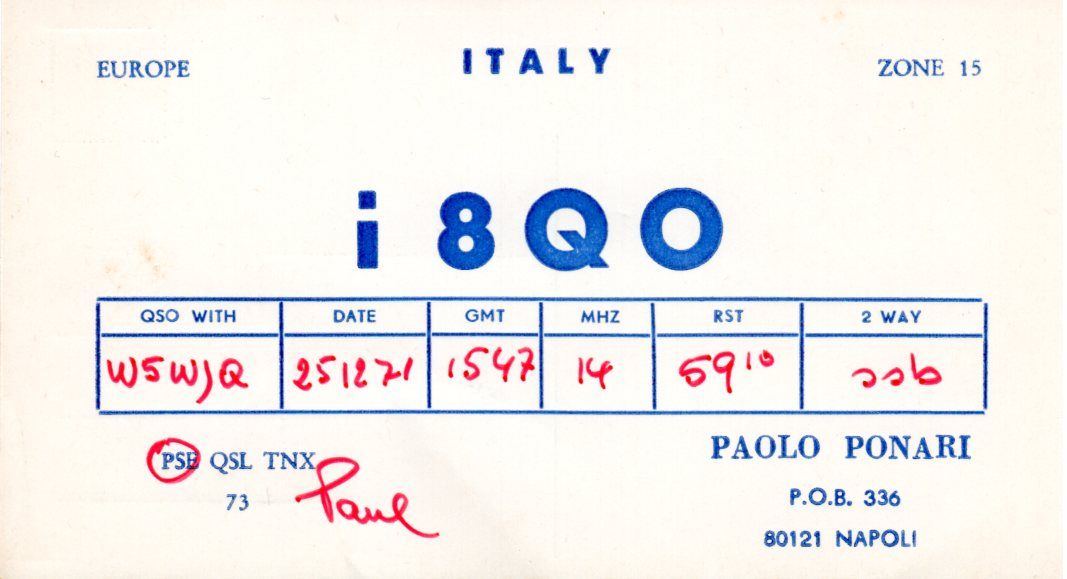 EUROPE ITALY ZONE 15
i8QO
QSO WITH DATE GMT MHZ RST 2 WAY
W5WJQ 251271 1547 14 59¹⁰ ssb
PSE QSL TNX
73 Paul
PAOLO PONARI
P.O.B. 336
80121 NAPOLI